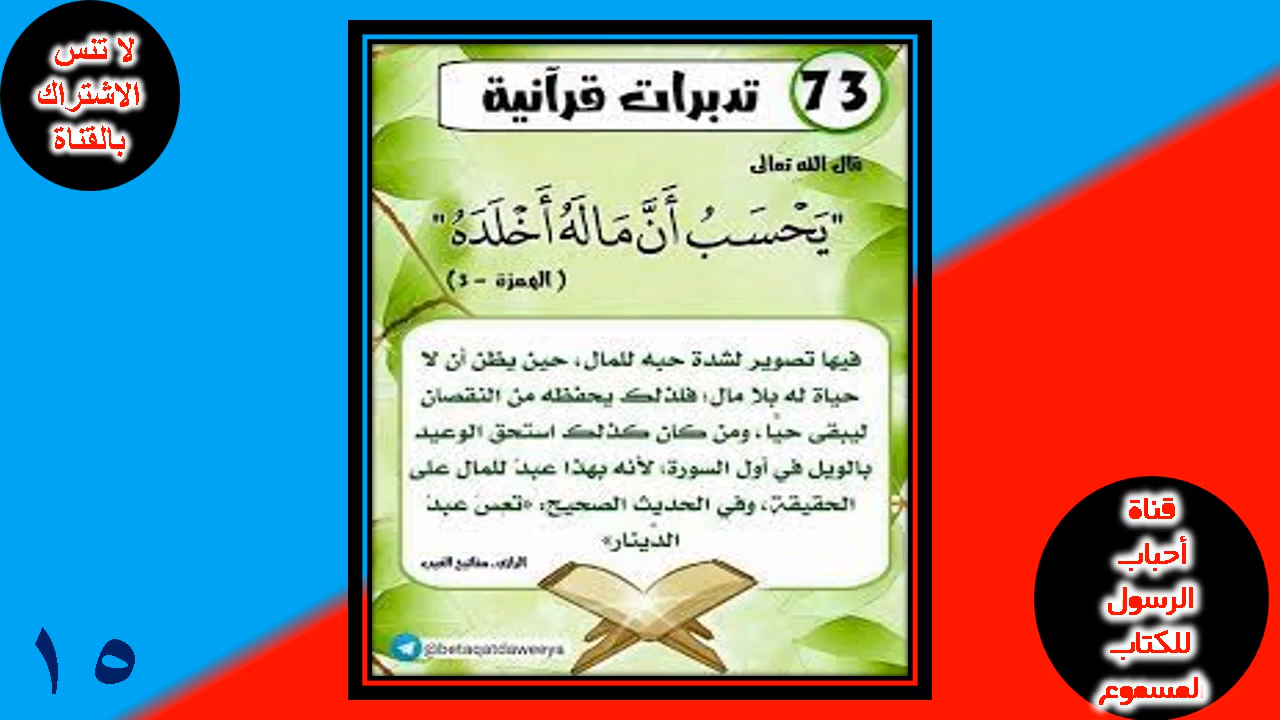 لا تنس
الاشتراك
بالقناة
73
تدبرات قرآنية
قال الله تعالى
"يَحْسَبُ أَنَّ مَالَهُ أَخْلَدَهُ"
( الهمزة - 3)
فيها تصوير لشدة حبه للمال، حين يظن أن لا
حياة له بلا مال؛ فلذلك يحفظه من النقصان
ليبقى حيًّا، ومن كان كذلك استحق الوعيد
بالويل في أول السورة، لأنه بهذا عبدٌ للمال على
الحقيقة، وفي الحديث الصحيح: «تعسَ عبدُ
الدِّينار»
الرازي.. مفاتيح الغيب
@betaqatdaweeya
قناة
أحباب
الرسول
للكتاب
المسموع
١٥